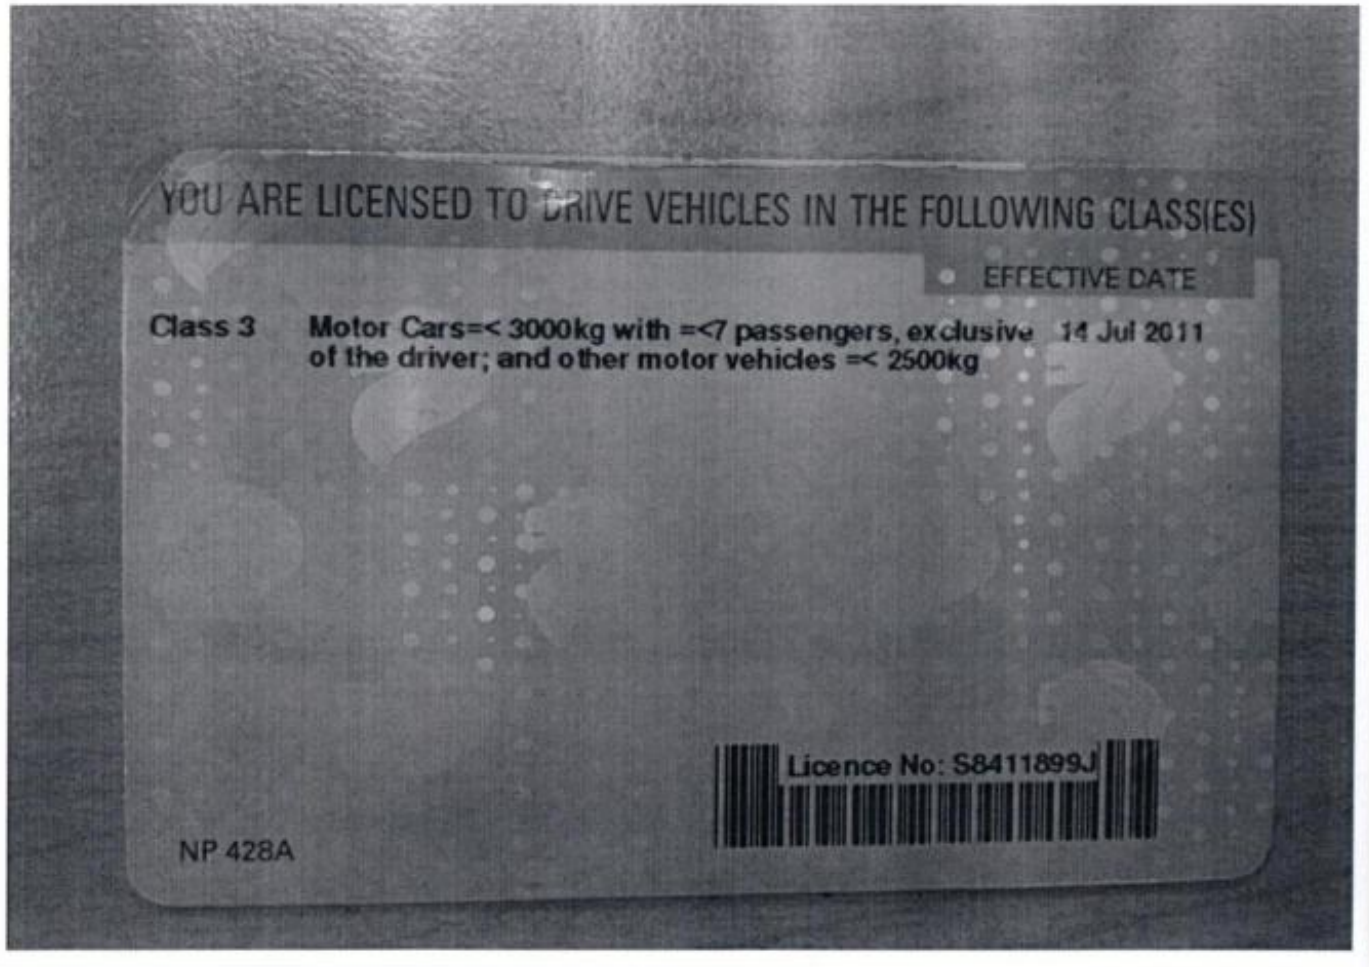 YOU ARE LICENSED TO DRIVE VEHICLES IN THE FOLLOWING CLASS(ES)
EFFECTIVE DATE
Class 3 Motor Cars=< 3000kg with =<7 passengers, exclusive 14 Jul 2011
of the driver; and other motor vehicles =< 2500kg
Licence No: S8411899J
NP 428A